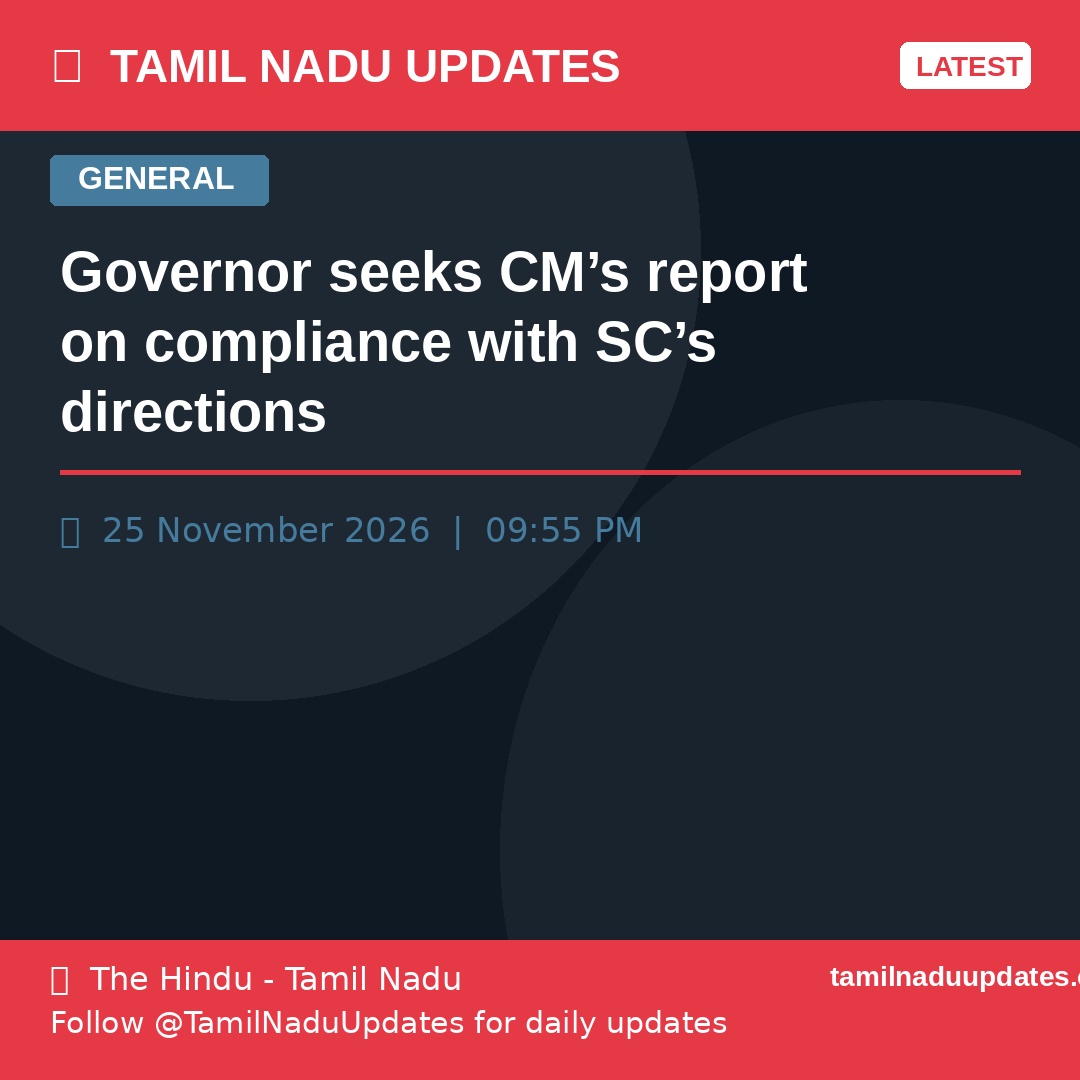 TAMIL NADU UPDATES
LATEST
GENERAL
Governor seeks CM’s report
on compliance with SC’s
directions
25 November 2026 | 09:55 PM
The Hindu - Tamil Nadu
tamilnaduupdates.
Follow @TamilNaduUpdates for daily updates